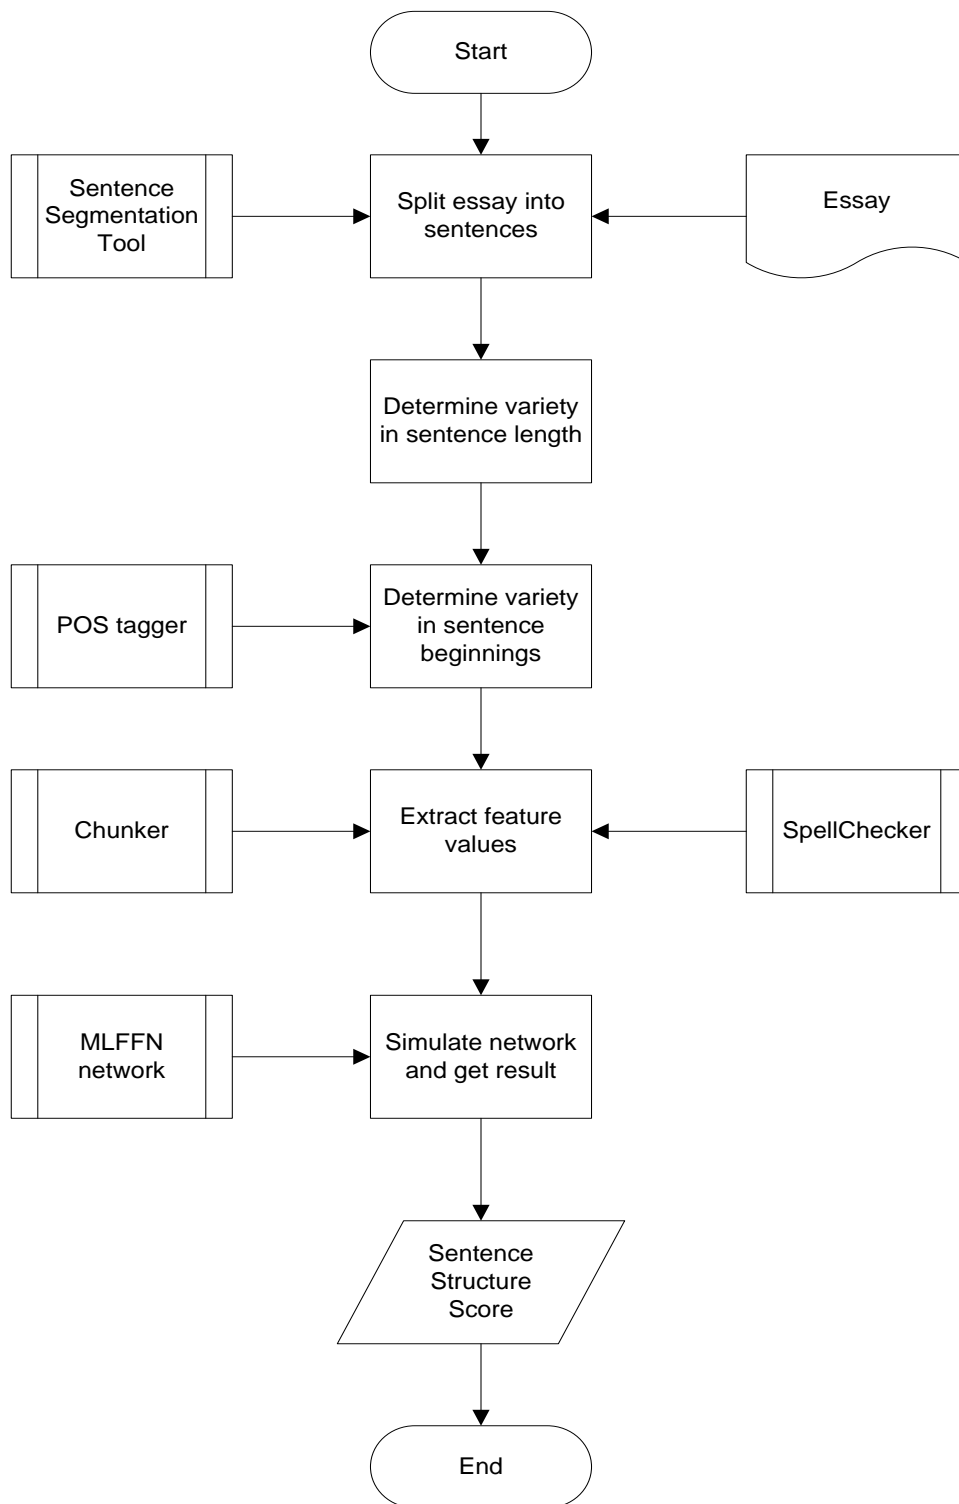 Start
Sentence
Segmentation
Tool
Split essay into
sentences
Essay
Determine variety
in sentence length
POS tagger
Determine variety
in sentence
beginnings
Chunker
Extract feature
values
SpellChecker
MLFFN
network
Simulate network
and get result
Sentence
Structure
Score
End